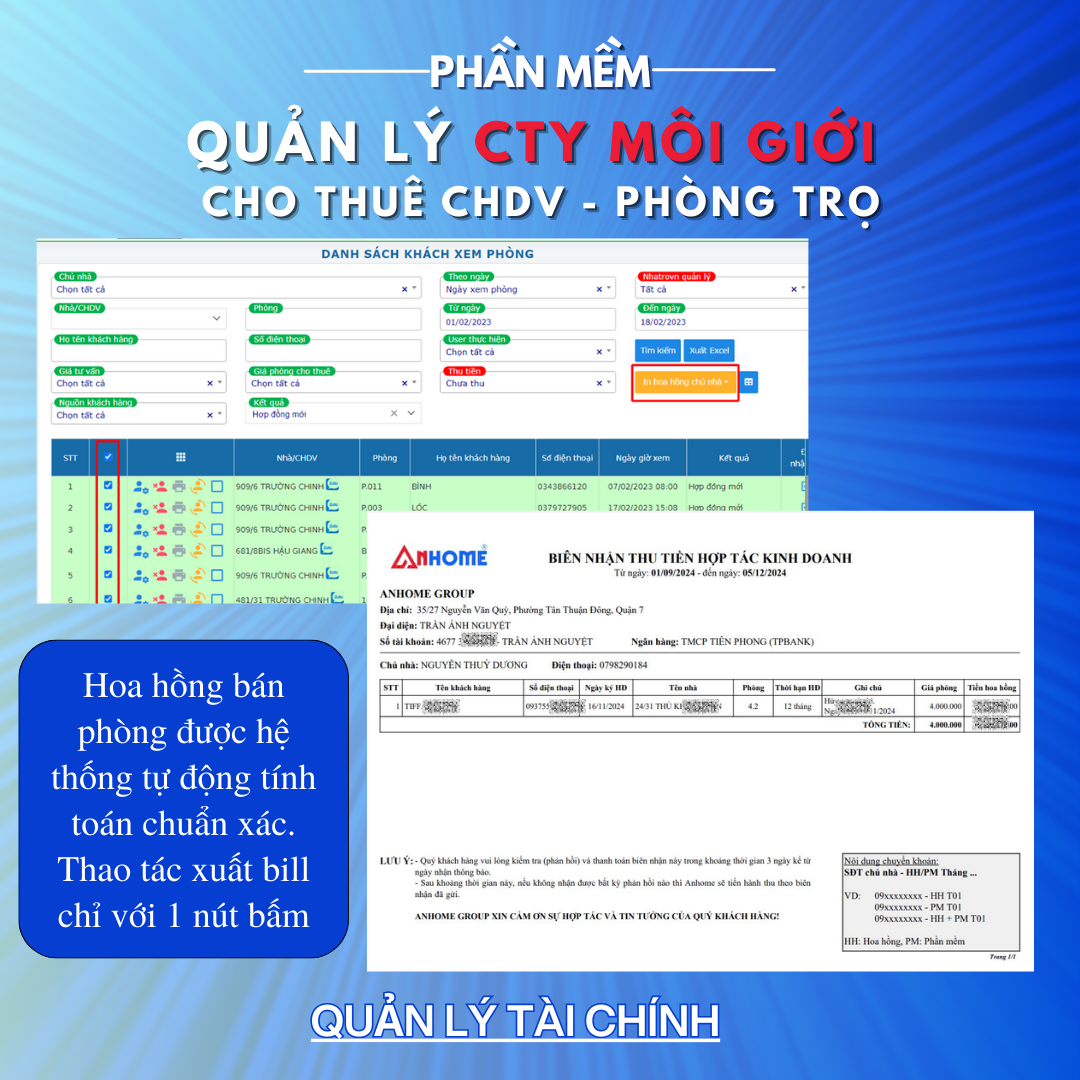 PHẦN MỀM
QUẢN LÝ CTY MÔI GIỚI
CHO THUÊ CHDV - PHÒNG TRỌ
DANH SÁCH KHÁCH XEM PHÒNG
Chủ nhà
Chọn tất cả
Theo ngày
Ngày xem phòng
Nhatrovn quản lý
Tất cả
Nhà/CHDV
Phòng
Từ ngày
01/02/2023
Đến ngày
18/02/2023
Họ tên khách hàng
Số điện thoại
User thực hiện
Chọn tất cả
Tìm kiếm Xuất Excel
Giá tư vấn
Chọn tất cả
Giá phòng cho thuê
Chọn tất cả
Thu tiền
Chưa thu
In hoa hồng chủ nhà
Nguồn khách hàng
Chọn tất cả
Kết quả
Hợp đồng mới
STT Nhà/CHDV Phòng Họ tên khách hàng Số điện thoại Ngày giờ xem Kết quả
1 909/6 TRƯỜNG CHINH P.011 BÌNH 0343866120 07/02/2023 08:00 Hợp đồng mới
2 909/6 TRƯỜNG CHINH P.003 LÓC 0379727905 17/02/2023 15:08 Hợp đồng mới
3 909/6 TRƯỜNG CHINH P.
4 681/8BIS HẬU GIANG B
5 909/6 TRƯỜNG CHINH P.
6 481/31 TRƯỜNG CHINH 1
ANHOME
BIÊN NHẬN THU TIỀN HỢP TÁC KINH DOANH
Từ ngày: 01/09/2024 - đến ngày: 05/12/2024
ANHOME GROUP
Địa chỉ: 35/27 Nguyễn Văn Quỳ, Phường Tân Thuận Đông, Quận 7
Đại diện: TRẦN ÁNH NGUYỆT
Số tài khoản: 4677 - TRẦN ÁNH NGUYỆT Ngân hàng: TMCP TIÊN PHONG (TPBANK)
Chủ nhà: NGUYỄN THUỲ DƯƠNG Điện thoại: 0798290184
STT Tên khách hàng Số điện thoại Ngày ký HD Tên nhà Phòng Thời hạn HD Ghi chú Giá phòng Tiền hoa hồng
1 TIFF 093755 16/11/2024 24/31 THỦ 4.2 12 tháng 1/2024 4.000.000
TỔNG TIỀN: 4.000.000
LƯU Ý: - Quý khách hàng vui lòng kiểm tra (phản hồi) và thanh toán biên nhận này trong khoảng thời gian 3 ngày kể từ
ngày nhận thông báo.
- Sau khoảng thời gian này, nếu không nhận được bất kỳ phản hồi nào thì Anhome sẽ tiến hành thu theo biên
nhận đã gửi.
ANHOME GROUP XIN CẢM ƠN SỰ HỢP TÁC VÀ TIN TƯỞNG CỦA QUÝ KHÁCH HÀNG!
Nội dung chuyển khoản:
SĐT chủ nhà - HH/PM Tháng ...
VD: 09xxxxxxxx - HH T01
09xxxxxxxx - PM T01
09xxxxxxxx - HH + PM T01
HH: Hoa hồng, PM: Phần mềm
Trang 1/1
Hoa hồng bán
phòng được hệ
thống tự động tính
toán chuẩn xác.
Thao tác xuất bill
chỉ với 1 nút bấm
QUẢN LÝ TÀI CHÍNH